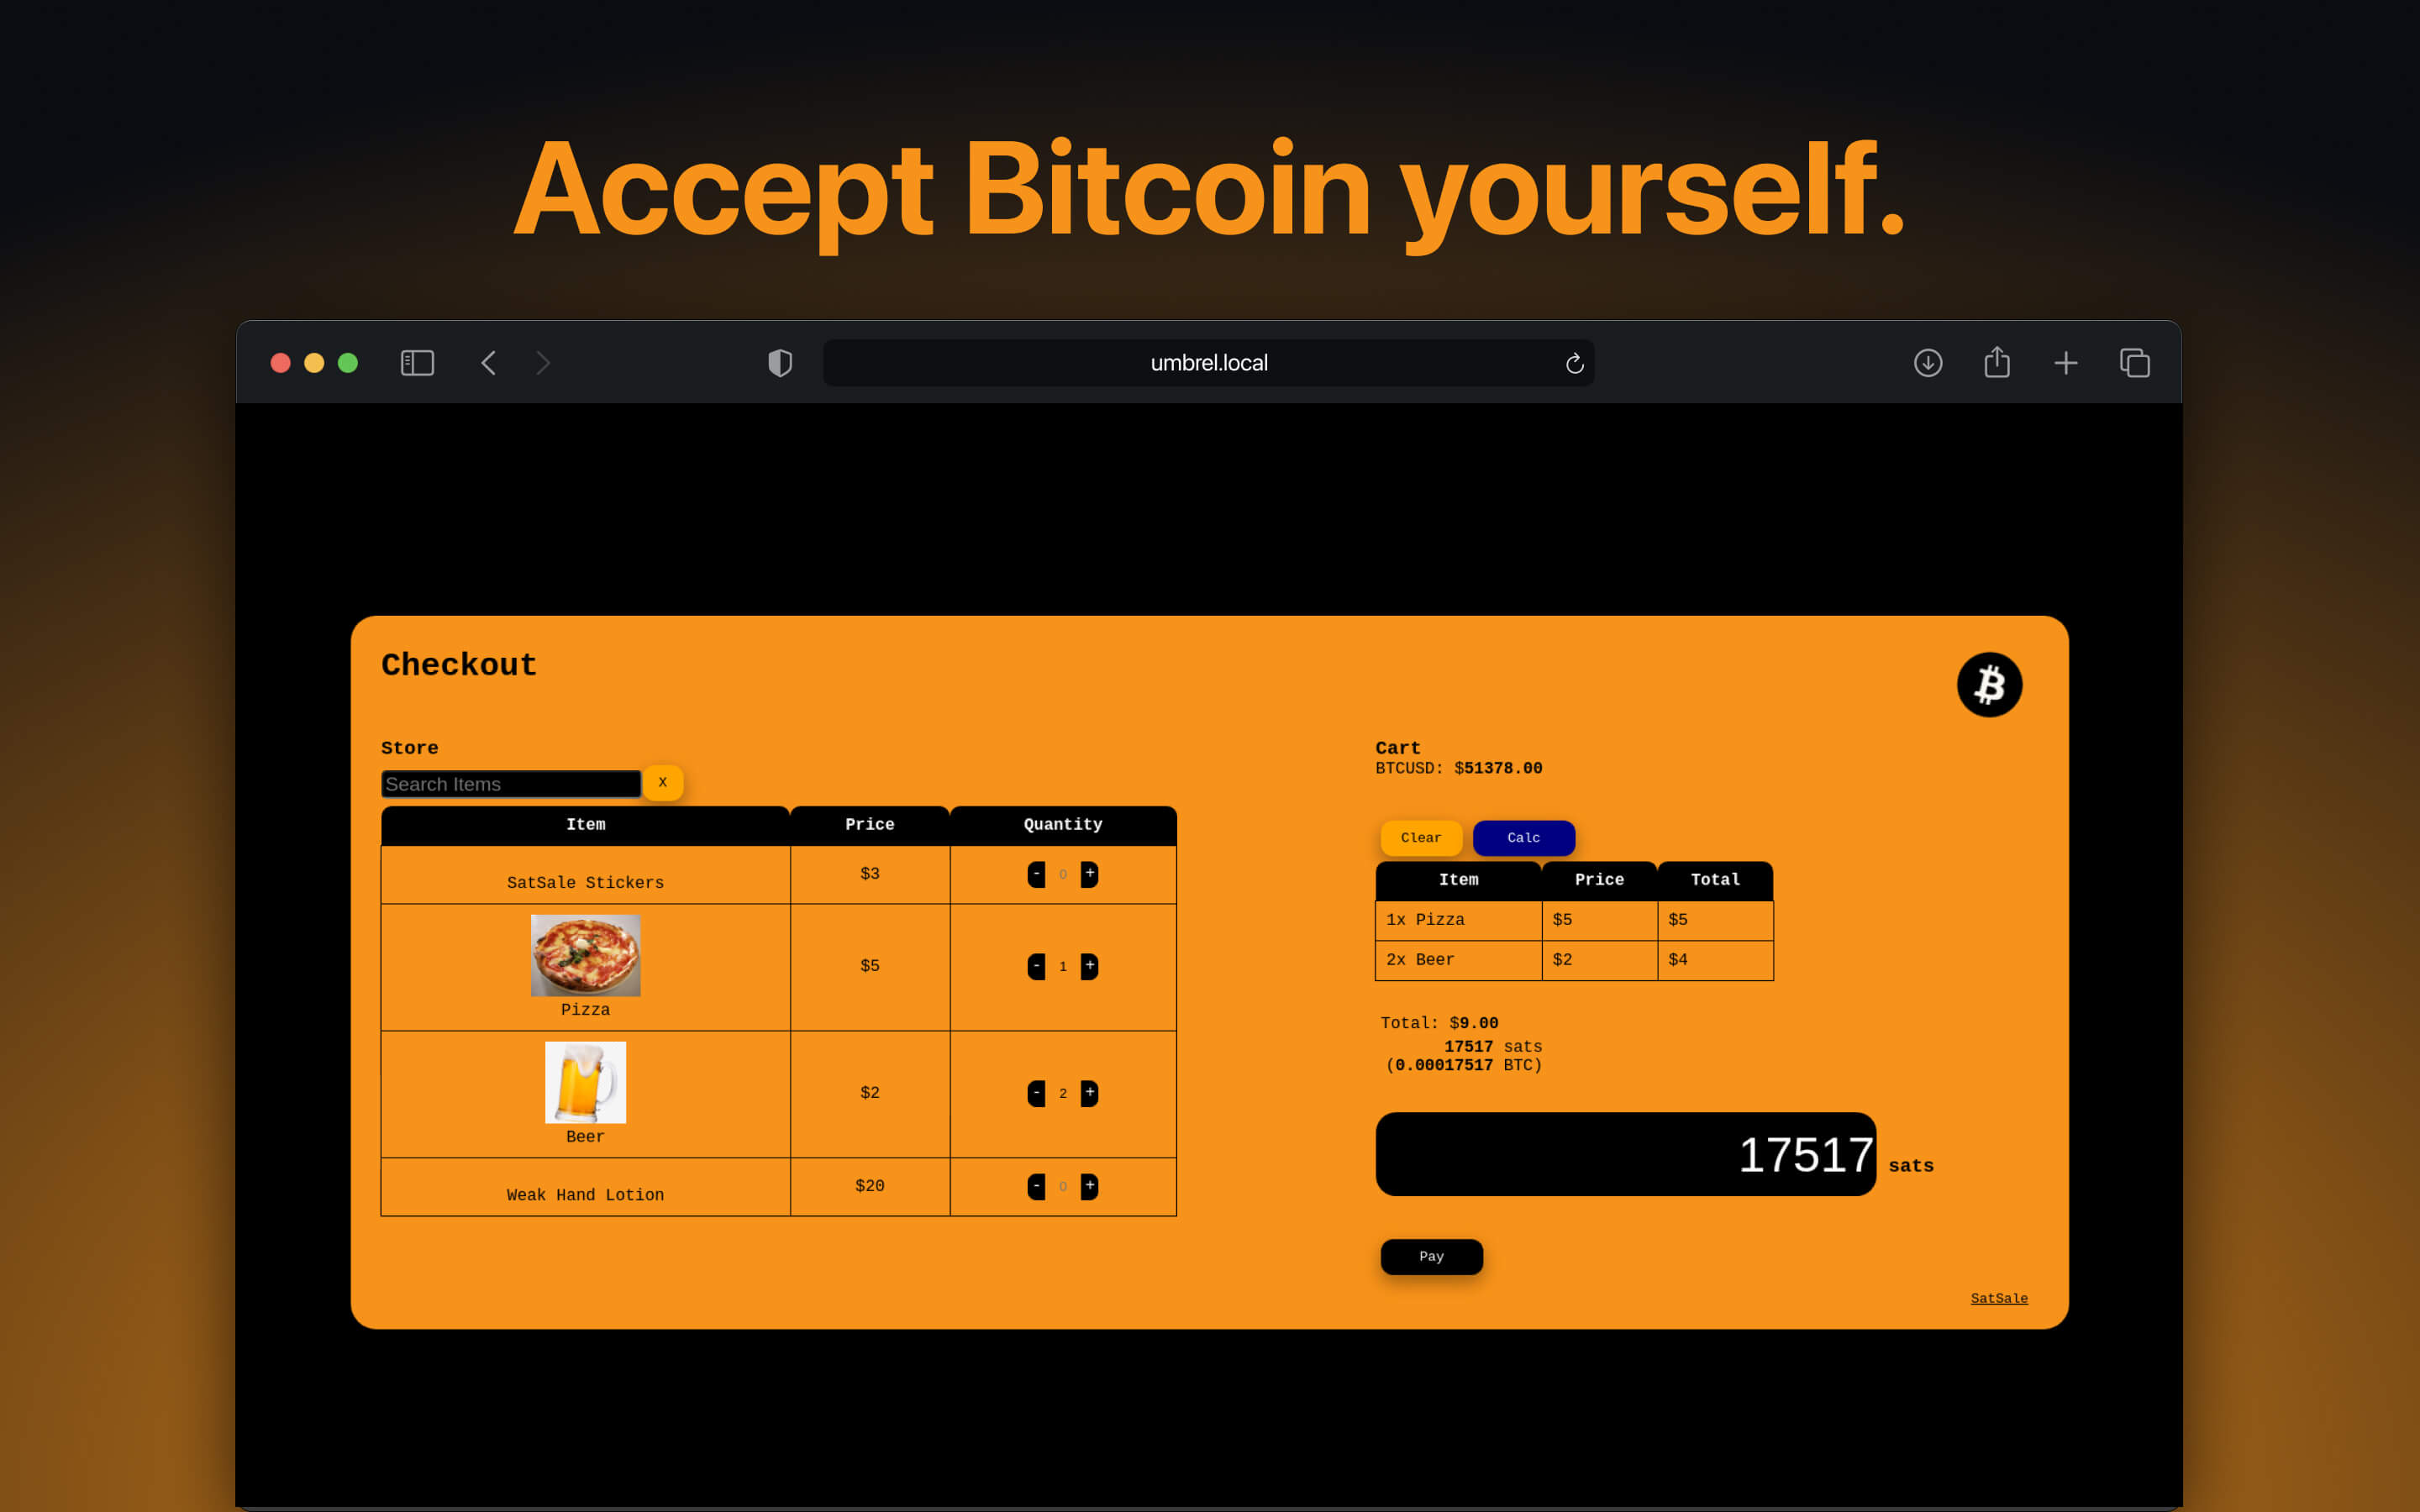 Accept Bitcoin yourself.
umbrel.local
Checkout
Store
Search Items
X
Item Price Quantity
SatSale Stickers $3 - 0 +
Pizza $5 - 1 +
Beer $2 - 2 +
Weak Hand Lotion $20 - 0 +
Cart
BTCUSD: $51378.00
Clear Calc
Item Price Total
1x Pizza $5 $5
2x Beer $2 $4
Total: $9.00
17517 sats
(0.00017517 BTC)
17517 sats
Pay
SatSale